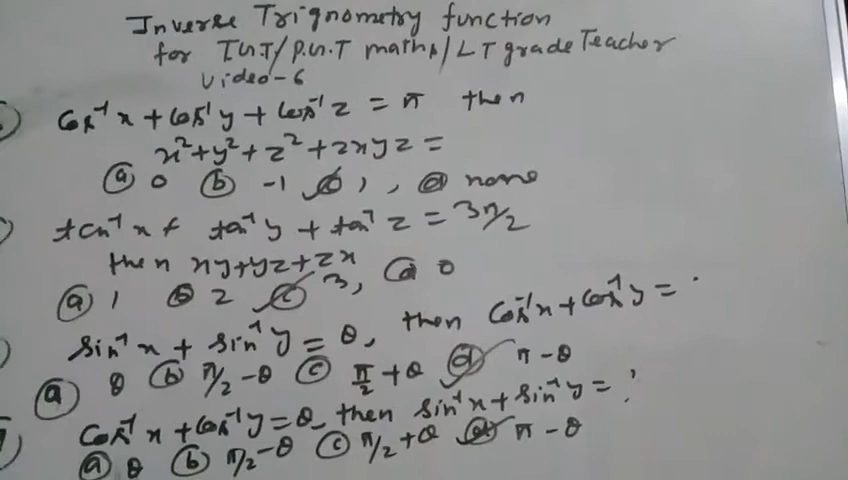 Inverse Trignometry function
for T.G.T/P.G.T maths/LT grade Teacher
Video-6
Cos⁻¹x + Cos⁻¹y + Cos⁻¹z = π then
x² + y² + z² + 2xyz =
(a) 0 (b) -1 (c) 1, (d) none
tan⁻¹x + tan⁻¹y + tan⁻¹z = 3π/2
then xy+yz+zx
(a) 1 (b) 2 (c) 3, (d) 0
Sin⁻¹x + Sin⁻¹y = θ, then Cos⁻¹x + Cos⁻¹y =
(a) θ (b) π/2 - θ (c) π/2 + θ (d) π - θ
Cos⁻¹x + Cos⁻¹y = θ, then sin⁻¹x + sin⁻¹y = ?
(a) θ (b) π/2 - θ (c) π/2 + θ (d) π - θ